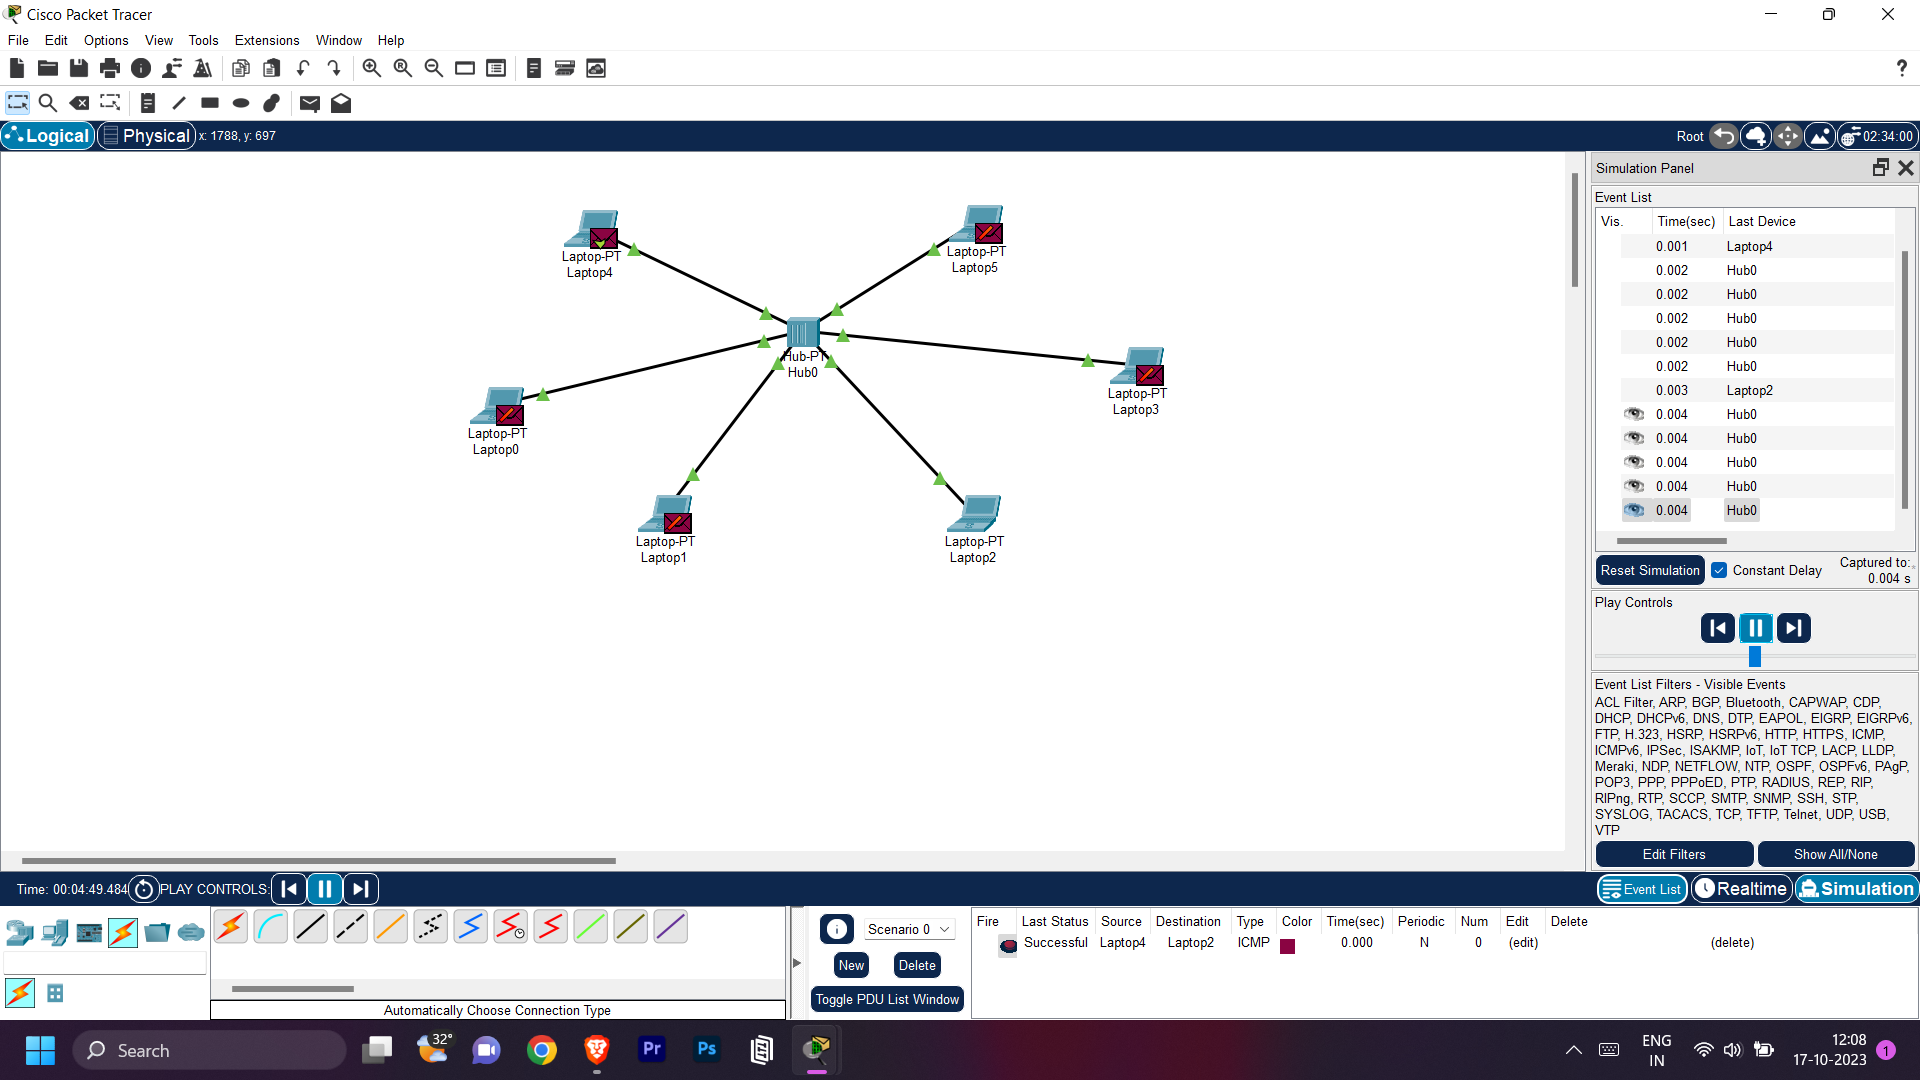 Cisco Packet Tracer
File Edit Options View Tools Extensions Window Help
?
Logical Physical x: 1788, y: 697
Root 02:34:00
Laptop-PT
Laptop4
Laptop-PT
Laptop5
Hub-PT
Hub0
Laptop-PT
Laptop3
Laptop-PT
Laptop0
Laptop-PT
Laptop1
Laptop-PT
Laptop2
Simulation Panel
Event List
Vis. Time(sec) Last Device
0.001 Laptop4
0.002 Hub0
0.002 Hub0
0.002 Hub0
0.002 Hub0
0.002 Hub0
0.003 Laptop2
0.004 Hub0
0.004 Hub0
0.004 Hub0
0.004 Hub0
0.004 Hub0
Reset Simulation Constant Delay Captured to:
0.004 s
Play Controls
Event List Filters - Visible Events
ACL Filter, ARP, BGP, Bluetooth, CAPWAP, CDP,
DHCP, DHCPv6, DNS, DTP, EAPOL, EIGRP, EIGRPv6,
FTP, H.323, HSRP, HSRPv6, HTTP, HTTPS, ICMP,
ICMPv6, IPSec, ISAKMP, IoT, IoT TCP, LACP, LLDP,
Meraki, NDP, NETFLOW, NTP, OSPF, OSPFv6, PAgP,
POP3, PPP, PPPoED, PTP, RADIUS, REP, RIP,
RIPng, RTP, SCCP, SMTP, SNMP, SSH, STP,
SYSLOG, TACACS, TCP, TFTP, Telnet, UDP, USB,
VTP
Edit Filters Show All/None
Time: 00:04:49.484 PLAY CONTROLS:
Event List Realtime Simulation
Automatically Choose Connection Type
Scenario 0
New Delete
Toggle PDU List Window
Fire Last Status Source Destination Type Color Time(sec) Periodic Num Edit Delete
Successful Laptop4 Laptop2 ICMP 0.000 N 0 (edit) (delete)
Search
32°
Pr
Ps
ENG
IN
12:08
17-10-2023
1